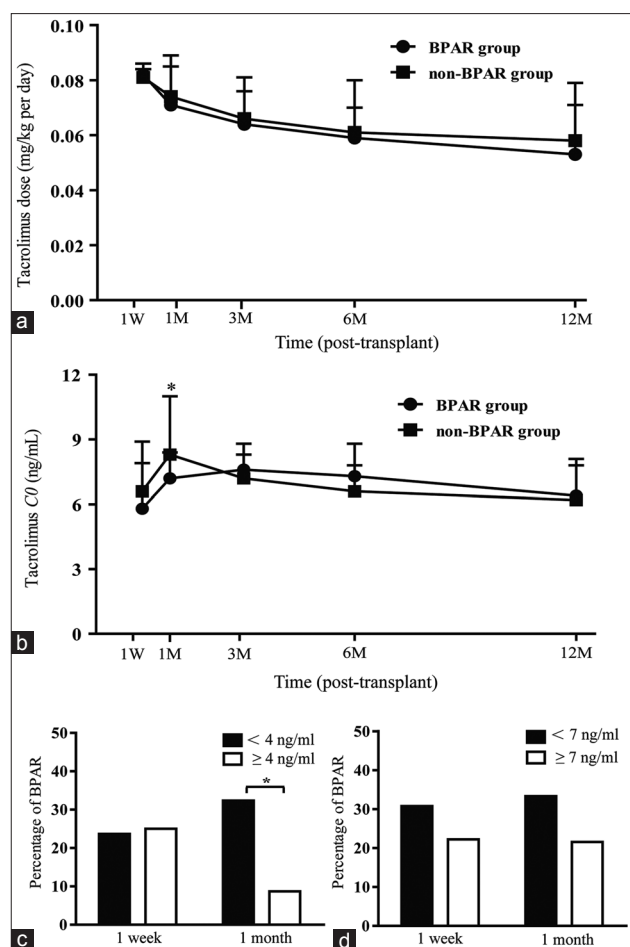 0.10
0.08
0.06
0.04
0.02
0.00
Tacrolimus dose (mg/kg per day)
BPAR group
non-BPAR group
1W 1M 3M 6M 12M
Time (post-transplant)
a
12
9
6
3
0
Tacrolimus C0 (ng/mL)
*
BPAR group
non-BPAR group
1W 1M 3M 6M 12M
Time (post-transplant)
b
50
40
30
20
10
0
Percentage of BPAR
< 4 ng/ml
≥ 4 ng/ml
*
1 week 1 month
c
50
40
30
20
10
0
Percentage of BPAR
< 7 ng/ml
≥ 7 ng/ml
1 week 1 month
d